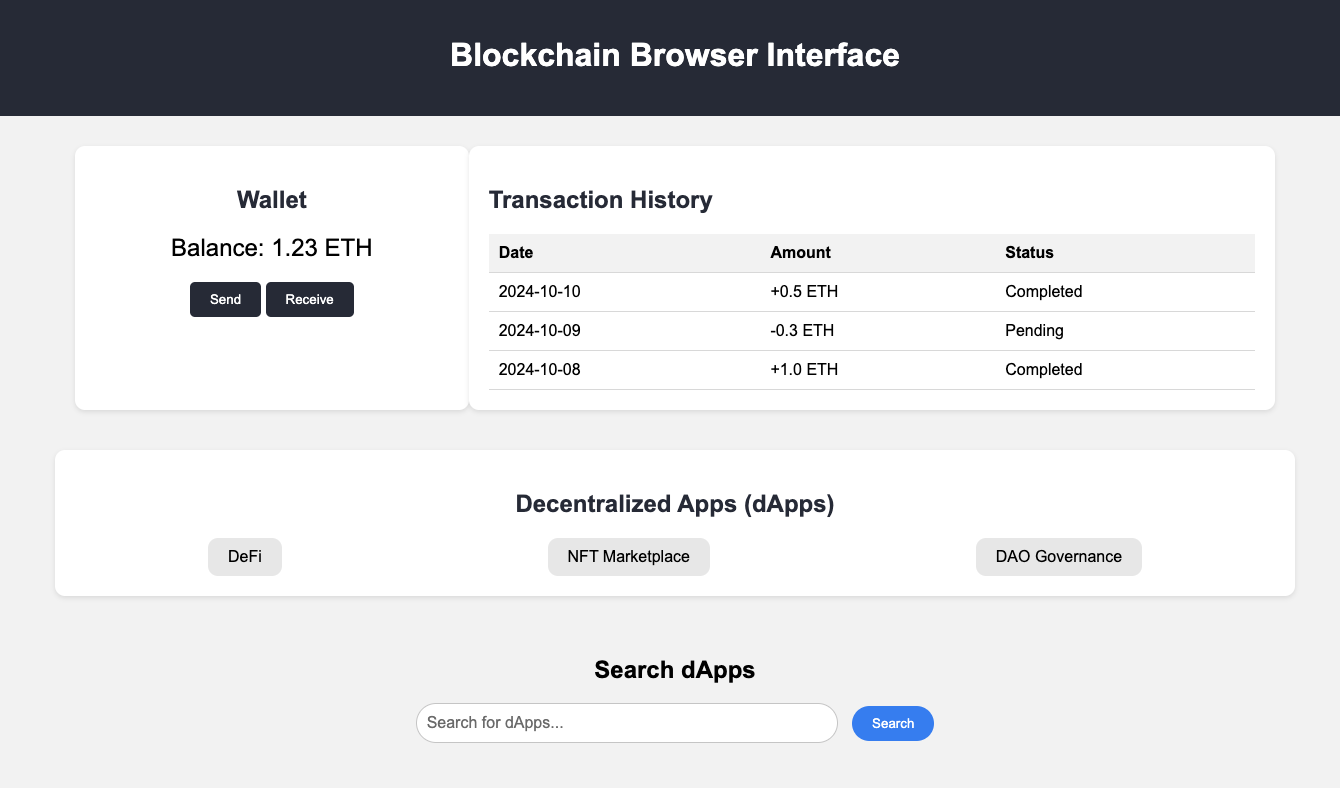 Blockchain Browser Interface
Wallet
Balance: 1.23 ETH
Send Receive
Transaction History
Date Amount Status
2024-10-10 +0.5 ETH Completed
2024-10-09 -0.3 ETH Pending
2024-10-08 +1.0 ETH Completed
Decentralized Apps (dApps)
DeFi NFT Marketplace DAO Governance
Search dApps
Search for dApps... Search